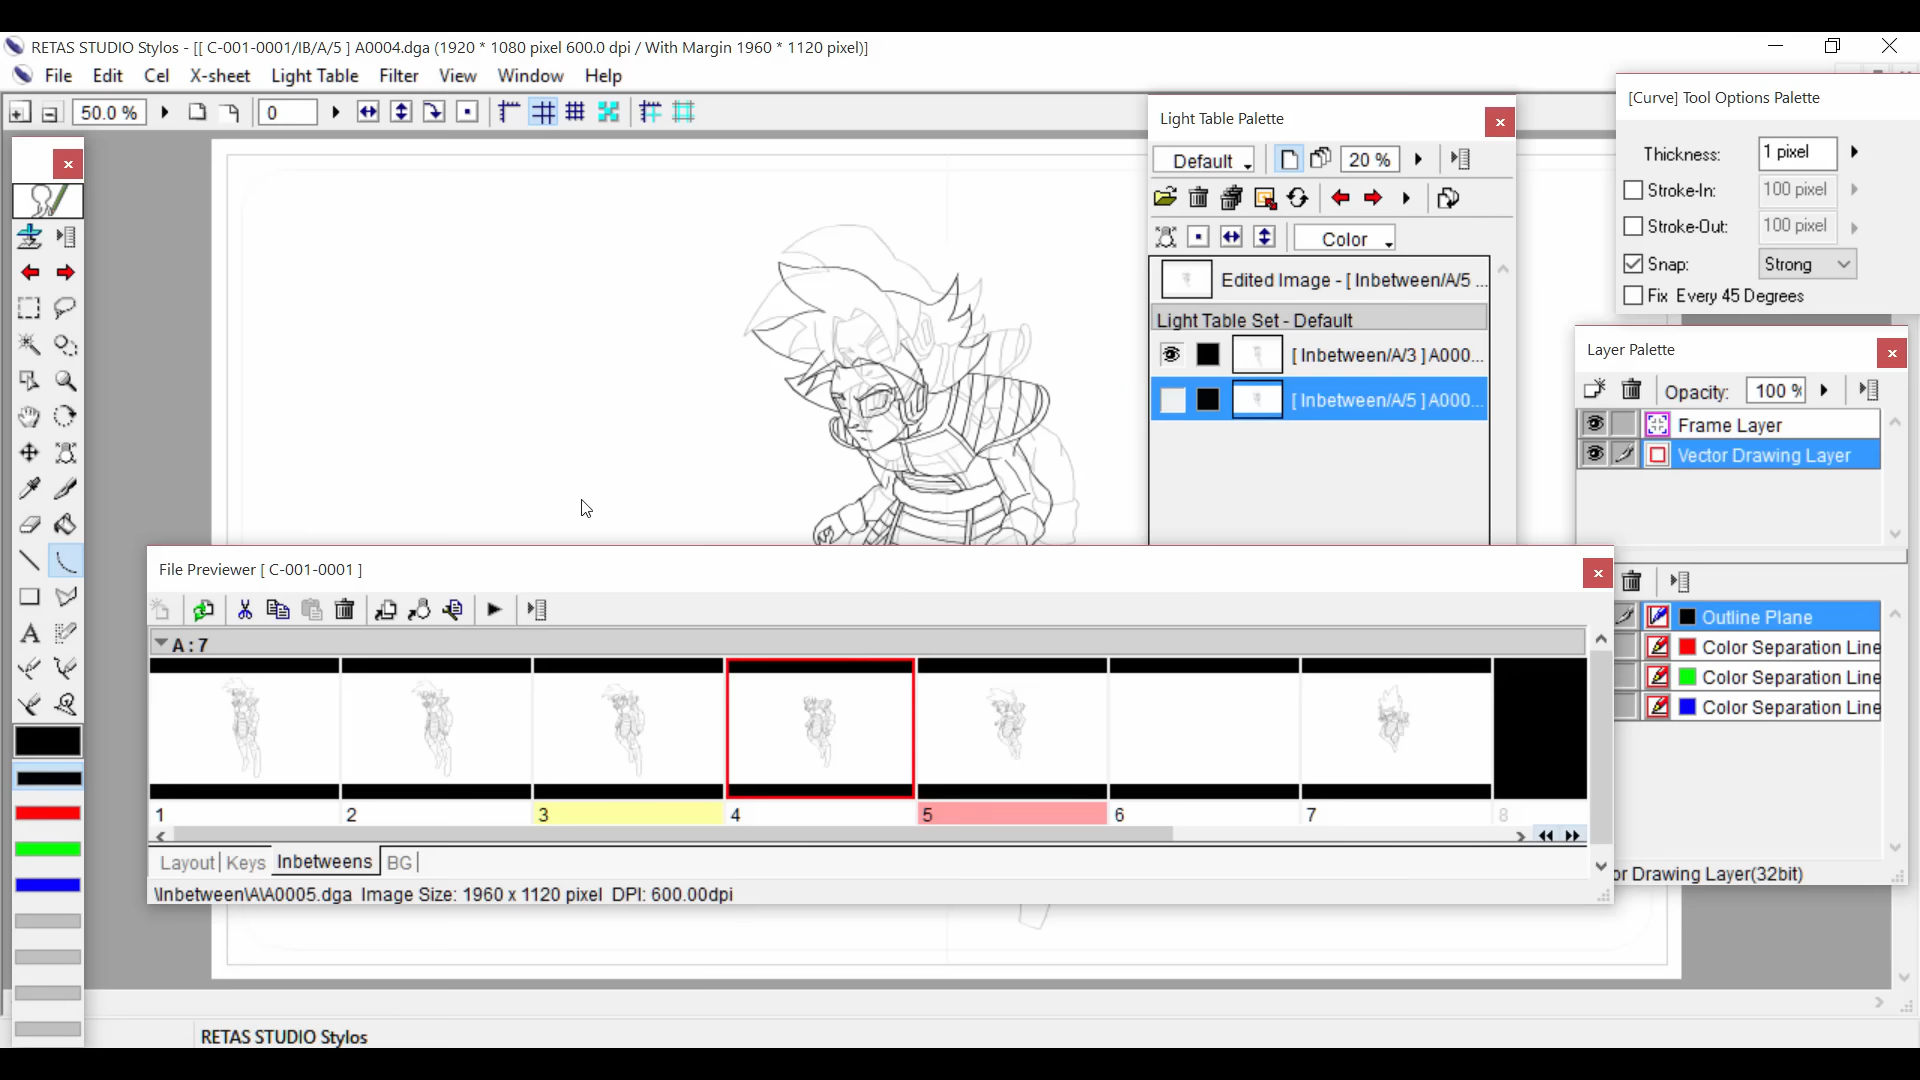 RETAS STUDIO Stylos - [[ C-001-0001/IB/A/5 ] A0004.dga (1920 * 1080 pixel 600.0 dpi / With Margin 1960 * 1120 pixel)]
File Edit Cel X-sheet Light Table Filter View Window Help
50.0 %
0
Light Table Palette
Default
20 %
Color
Edited Image - [ Inbetween/A/5 ...
Light Table Set - Default
[ Inbetween/A/3 ] A000...
[ Inbetween/A/5 ] A000...
[Curve] Tool Options Palette
Thickness: 1 pixel
Stroke-In: 100 pixel
Stroke-Out: 100 pixel
Snap: Strong
Fix Every 45 Degrees
Layer Palette
Opacity: 100 %
Frame Layer
Vector Drawing Layer
Outline Plane
Color Separation Line
Color Separation Line
Color Separation Line
or Drawing Layer(32bit)
File Previewer [ C-001-0001 ]
A : 7
1 2 3 4 5 6 7 8
Layout Keys Inbetweens BG
\Inbetween\A\A0005.dga Image Size: 1960 x 1120 pixel DPI: 600.00dpi
RETAS STUDIO Stylos